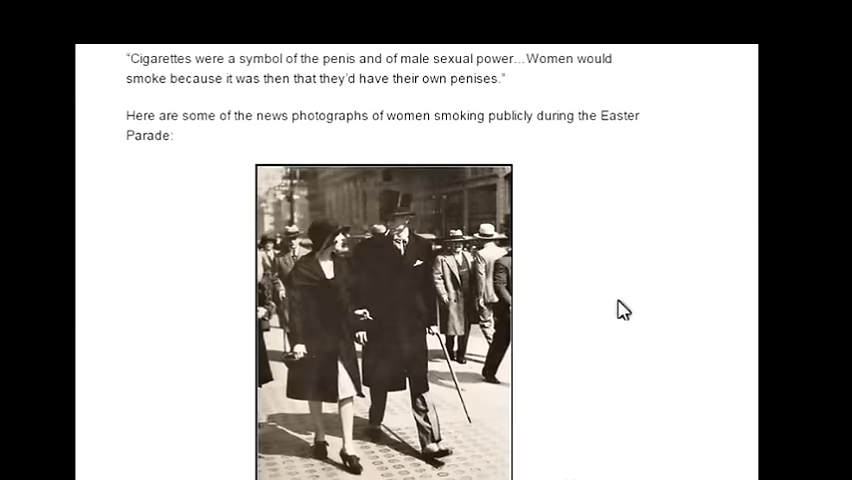 “Cigarettes were a symbol of the penis and of male sexual power…Women would
smoke because it was then that they’d have their own penises.”
Here are some of the news photographs of women smoking publicly during the Easter
Parade: